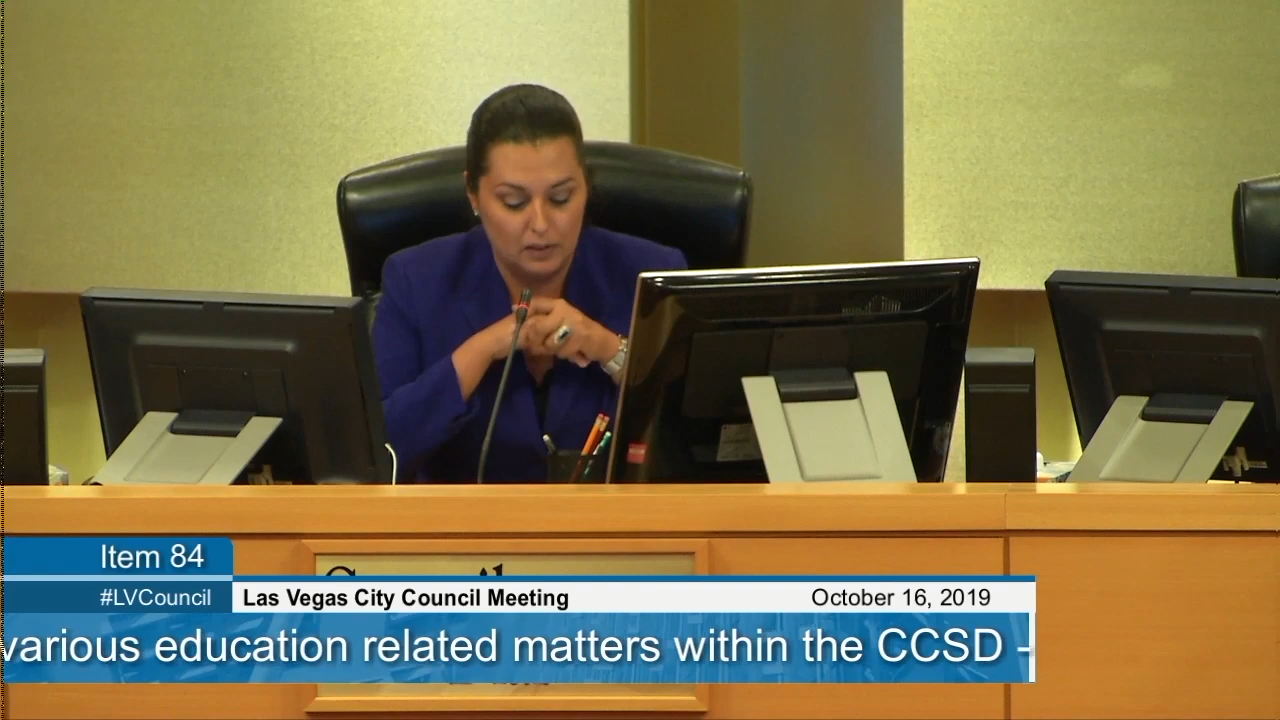 Item 84
#LVCouncil
Las Vegas City Council Meeting
October 16, 2019
various education related matters within the CCSD -